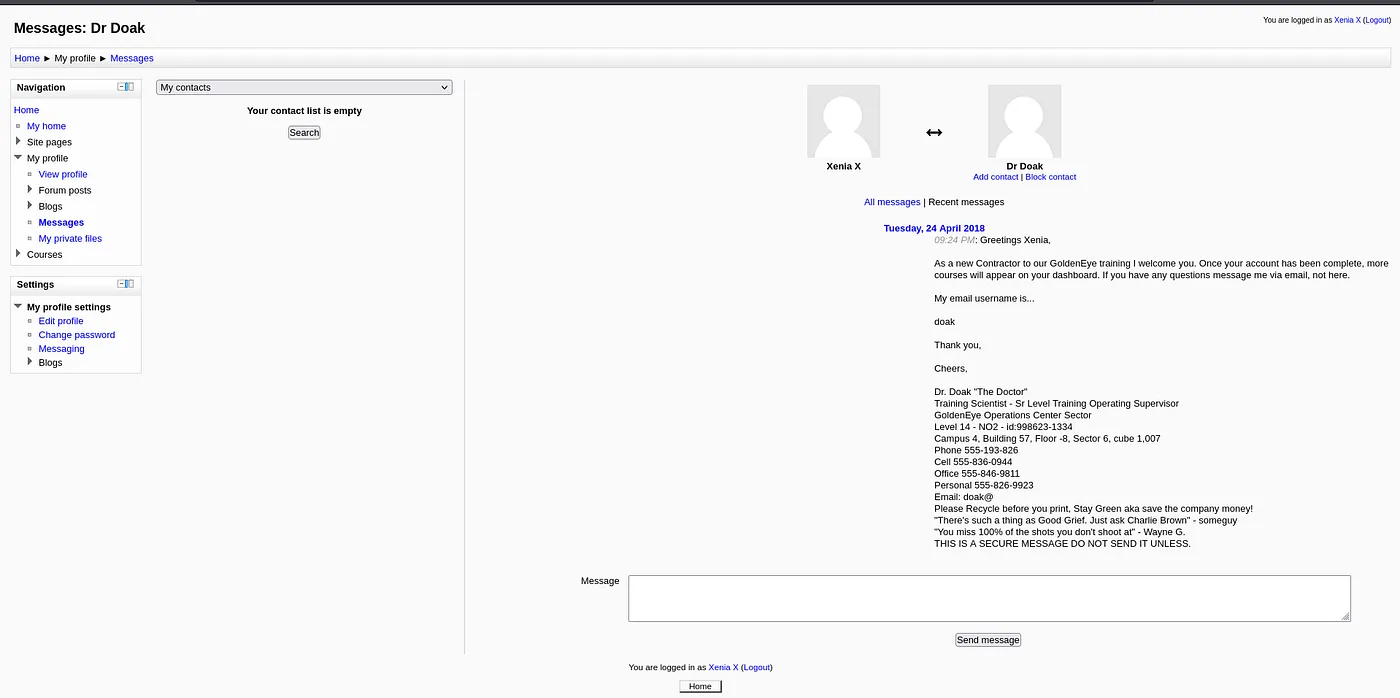 Messages: Dr Doak
You are logged in as Xenia X (Logout)
Home ► My profile ► Messages
Navigation
Home
My home
Site pages
My profile
View profile
Forum posts
Blogs
Messages
My private files
Courses
Settings
My profile settings
Edit profile
Change password
Messaging
Blogs
My contacts
Your contact list is empty
Search
Xenia X
Dr Doak
Add contact | Block contact
All messages | Recent messages
Tuesday, 24 April 2018
09:24 PM: Greetings Xenia,
As a new Contractor to our GoldenEye training I welcome you. Once your account has been complete, more
courses will appear on your dashboard. If you have any questions message me via email, not here.
My email username is...
doak
Thank you,
Cheers,
Dr. Doak "The Doctor"
Training Scientist - Sr Level Training Operating Supervisor
GoldenEye Operations Center Sector
Level 14 - NO2 - id:998623-1334
Campus 4, Building 57, Floor -8, Sector 6, cube 1,007
Phone 555-193-826
Cell 555-836-0944
Office 555-846-9811
Personal 555-826-9923
Email: doak@
Please Recycle before you print, Stay Green aka save the company money!
"There's such a thing as Good Grief. Just ask Charlie Brown" - someguy
"You miss 100% of the shots you don't shoot at" - Wayne G.
THIS IS A SECURE MESSAGE DO NOT SEND IT UNLESS.
Message
Send message
You are logged in as Xenia X (Logout)
Home